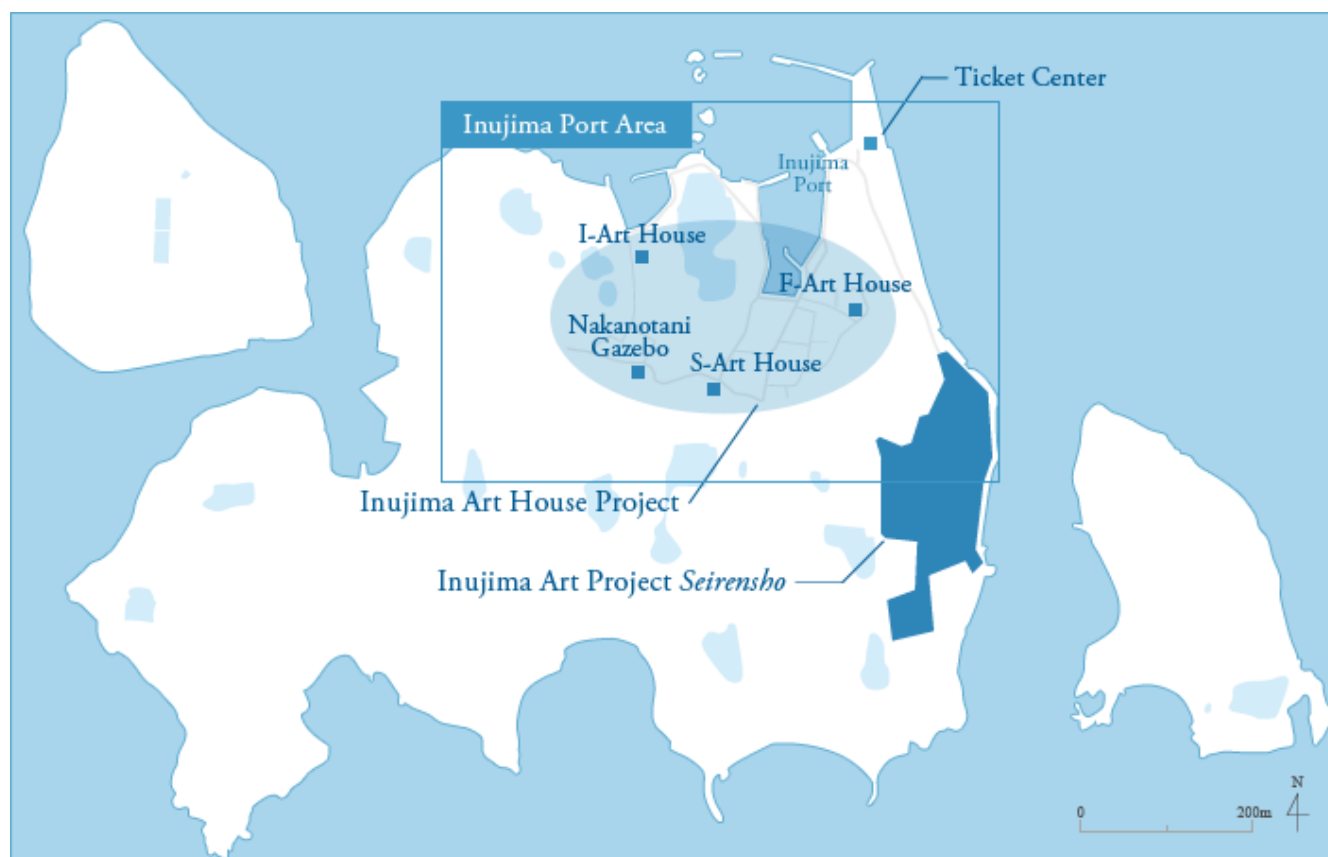 Ticket Center
Inujima Port Area
Inujima
Port
I-Art House
F-Art House
Nakanotani
Gazebo
S-Art House
Inujima Art House Project
Inujima Art Project Seirensho
N
0
200m